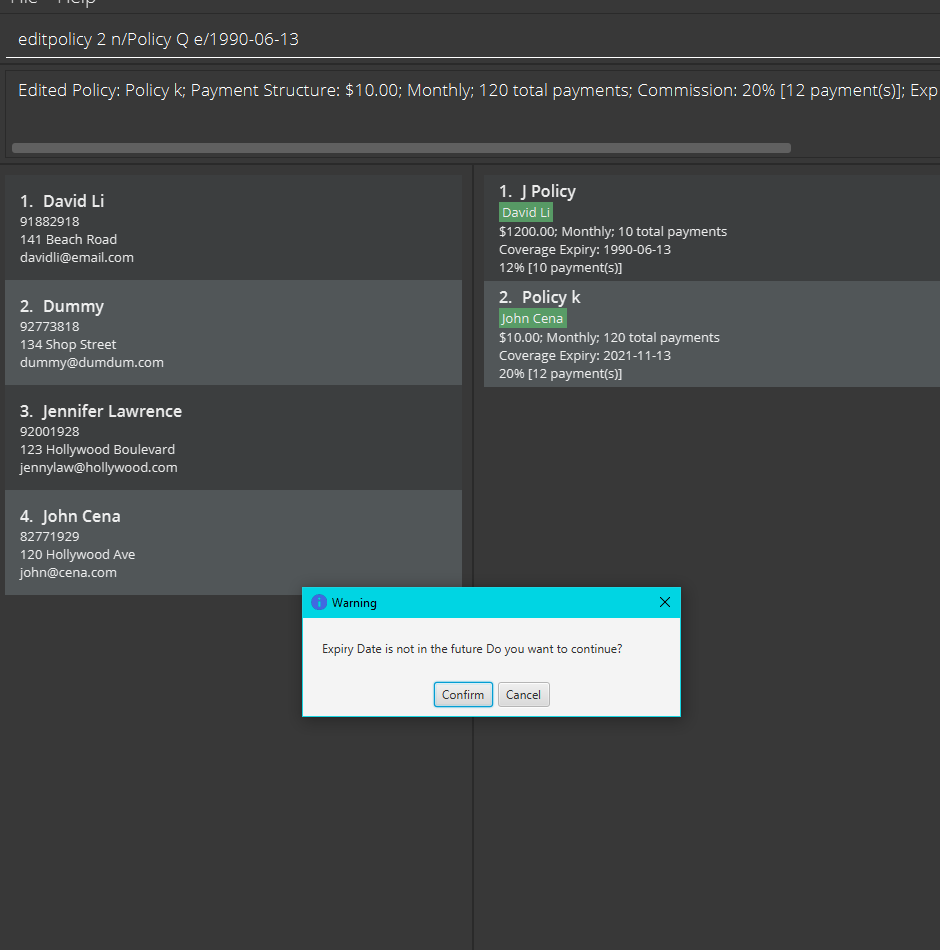 File Help
editpolicy 2 n/Policy Q e/1990-06-13
Edited Policy: Policy k; Payment Structure: $10.00; Monthly; 120 total payments; Commission: 20% [12 payment(s)]; Exp
1. David Li
91882918
141 Beach Road
davidli@email.com
2. Dummy
92773818
134 Shop Street
dummy@dumdum.com
3. Jennifer Lawrence
92001928
123 Hollywood Boulevard
jennylaw@hollywood.com
4. John Cena
82771929
120 Hollywood Ave
john@cena.com
1. J Policy
David Li
$1200.00; Monthly; 10 total payments
Coverage Expiry: 1990-06-13
12% [10 payment(s)]
2. Policy k
John Cena
$10.00; Monthly; 120 total payments
Coverage Expiry: 2021-11-13
20% [12 payment(s)]
Warning
Expiry Date is not in the future Do you want to continue?
Confirm Cancel